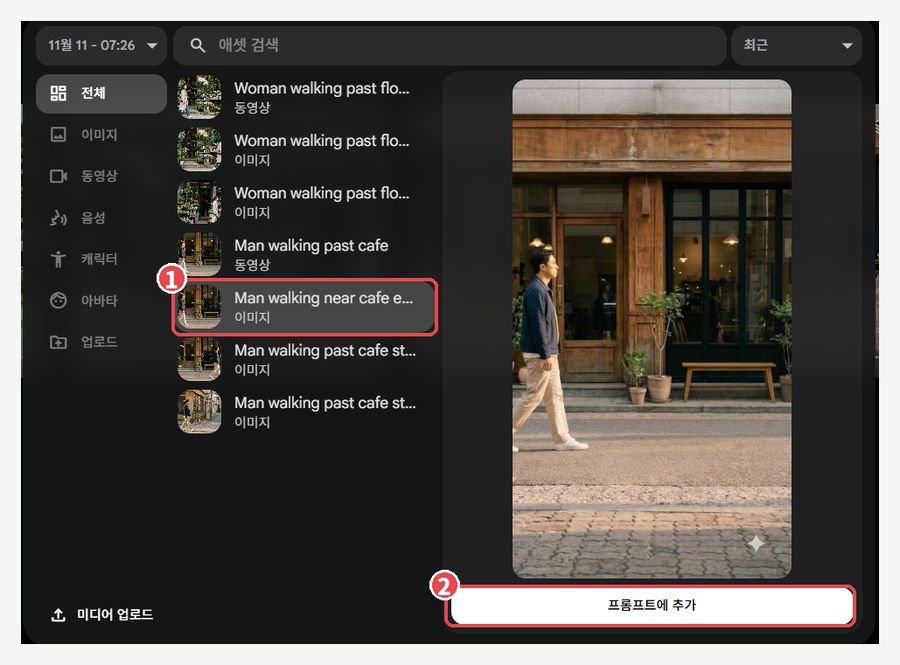 11월 11 - 07:26
애셋 검색
최근
전체
이미지
동영상
음성
캐릭터
아바타
업로드
미디어 업로드
Woman walking past flo...
동영상
Woman walking past flo...
이미지
Woman walking past flo...
이미지
Man walking past cafe
동영상
1
Man walking near cafe e...
이미지
Man walking past cafe st...
이미지
Man walking past cafe st...
이미지
2
프롬프트에 추가